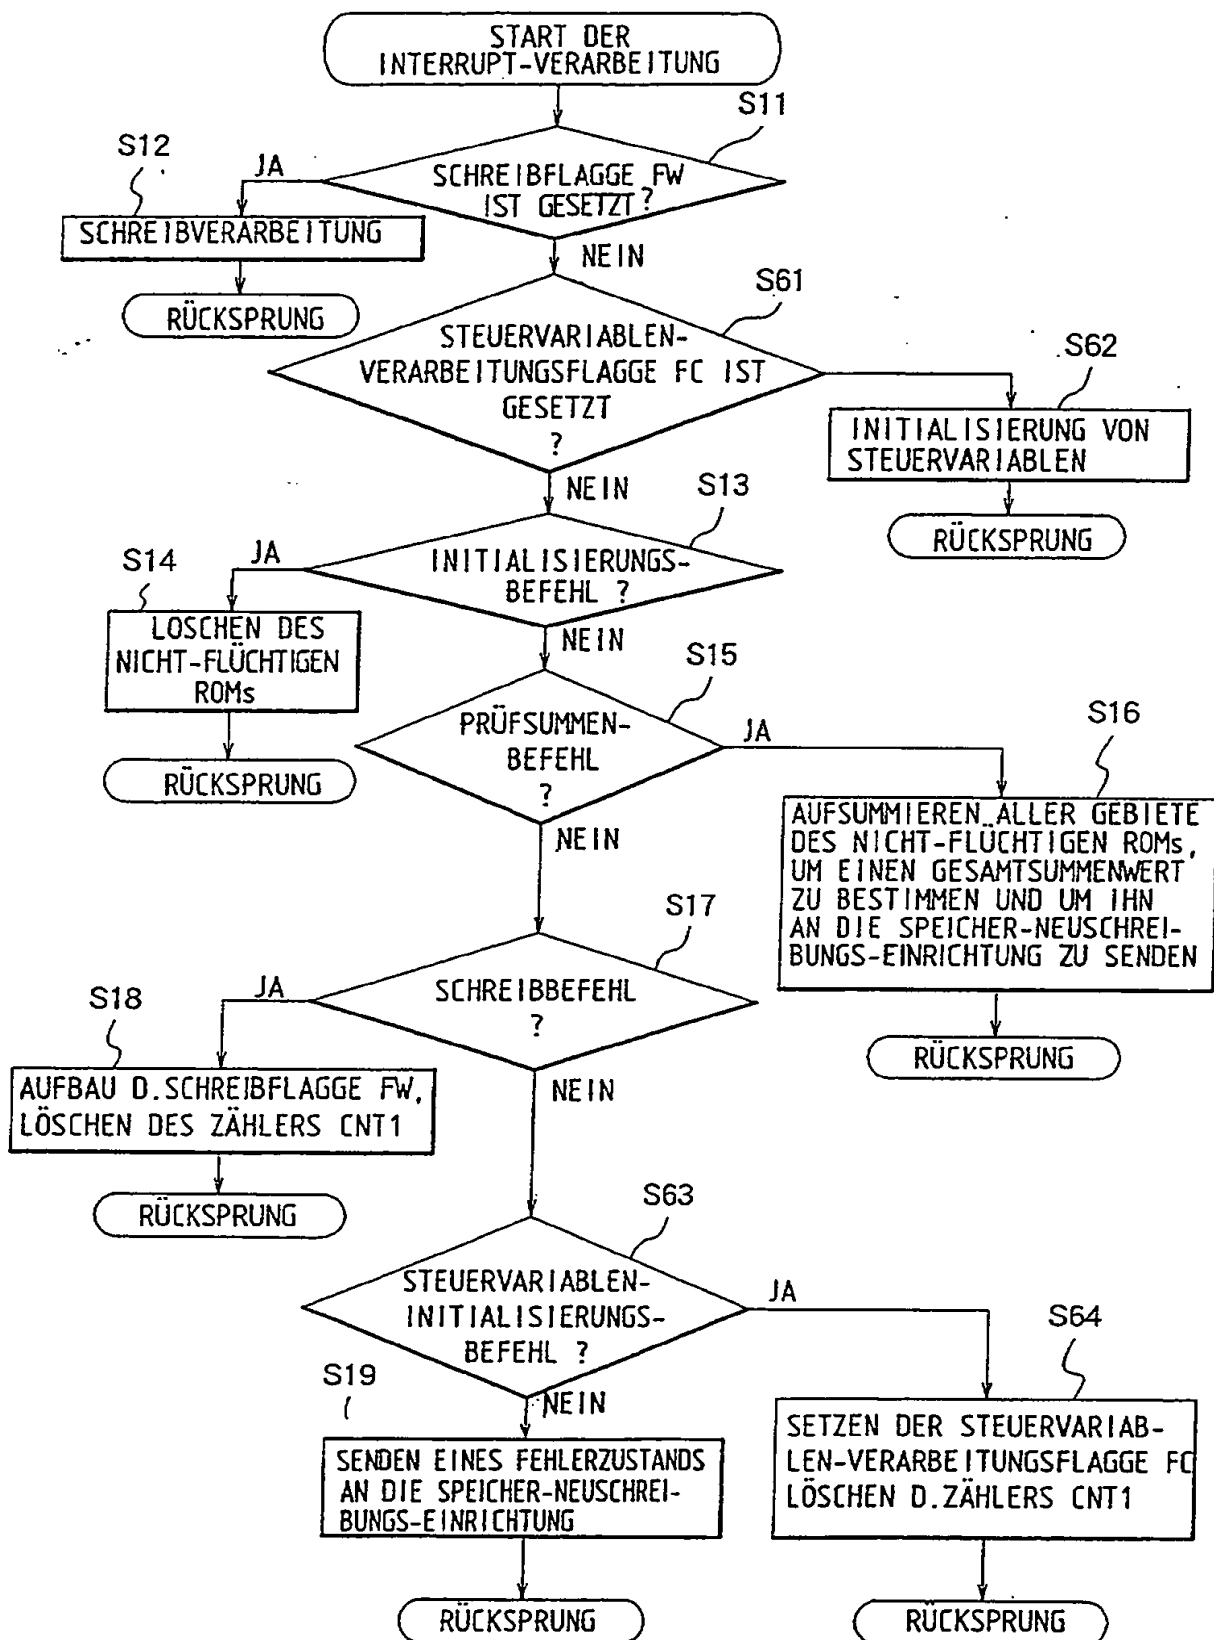 START DER
INTERRUPT-VERARBEITUNG
S11
SCHREIBFLAGGE FW
IST GESETZT?
JA
S12
SCHREIBVERARBEITUNG
RÜCKSPRUNG
NEIN
S61
STEUERVARIABLEN-
VERARBEITUNGSFLAGGE FC IST
GESETZT
?
S62
INITIALISIERUNG VON
STEUERVARIABLEN
RÜCKSPRUNG
NEIN
S13
INITIALISIERUNGS-
BEFEHL ?
JA
S14
LOSCHEN DES
NICHT-FLÜCHTIGEN
ROMs
RÜCKSPRUNG
NEIN
S15
PRÜFSUMMEN-
BEFEHL
?
JA
S16
AUFSUMMIEREN ALLER GEBIETE
DES NICHT-FLÜCHTIGEN ROMs,
UM EINEN GESAMTSUMMENWERT
ZU BESTIMMEN UND UM IHN
AN DIE SPEICHER-NEUSCHREI-
BUNGS-EINRICHTUNG ZU SENDEN
RÜCKSPRUNG
NEIN
S17
SCHREIBBEFEHL
?
JA
S18
AUFBAU D.SCHREIBFLAGGE FW,
LÖSCHEN DES ZÄHLERS CNT1
RÜCKSPRUNG
NEIN
S63
STEUERVARIABLEN-
INITIALISIERUNGS-
BEFEHL ?
JA
S64
SETZEN DER STEUERVARIAB-
LEN-VERARBEITUNGSFLAGGE FC
LÖSCHEN D.ZÄHLERS CNT1
RÜCKSPRUNG
NEIN
S19
SENDEN EINES FEHLERZUSTANDS
AN DIE SPEICHER-NEUSCHREI-
BUNGS-EINRICHTUNG
RÜCKSPRUNG